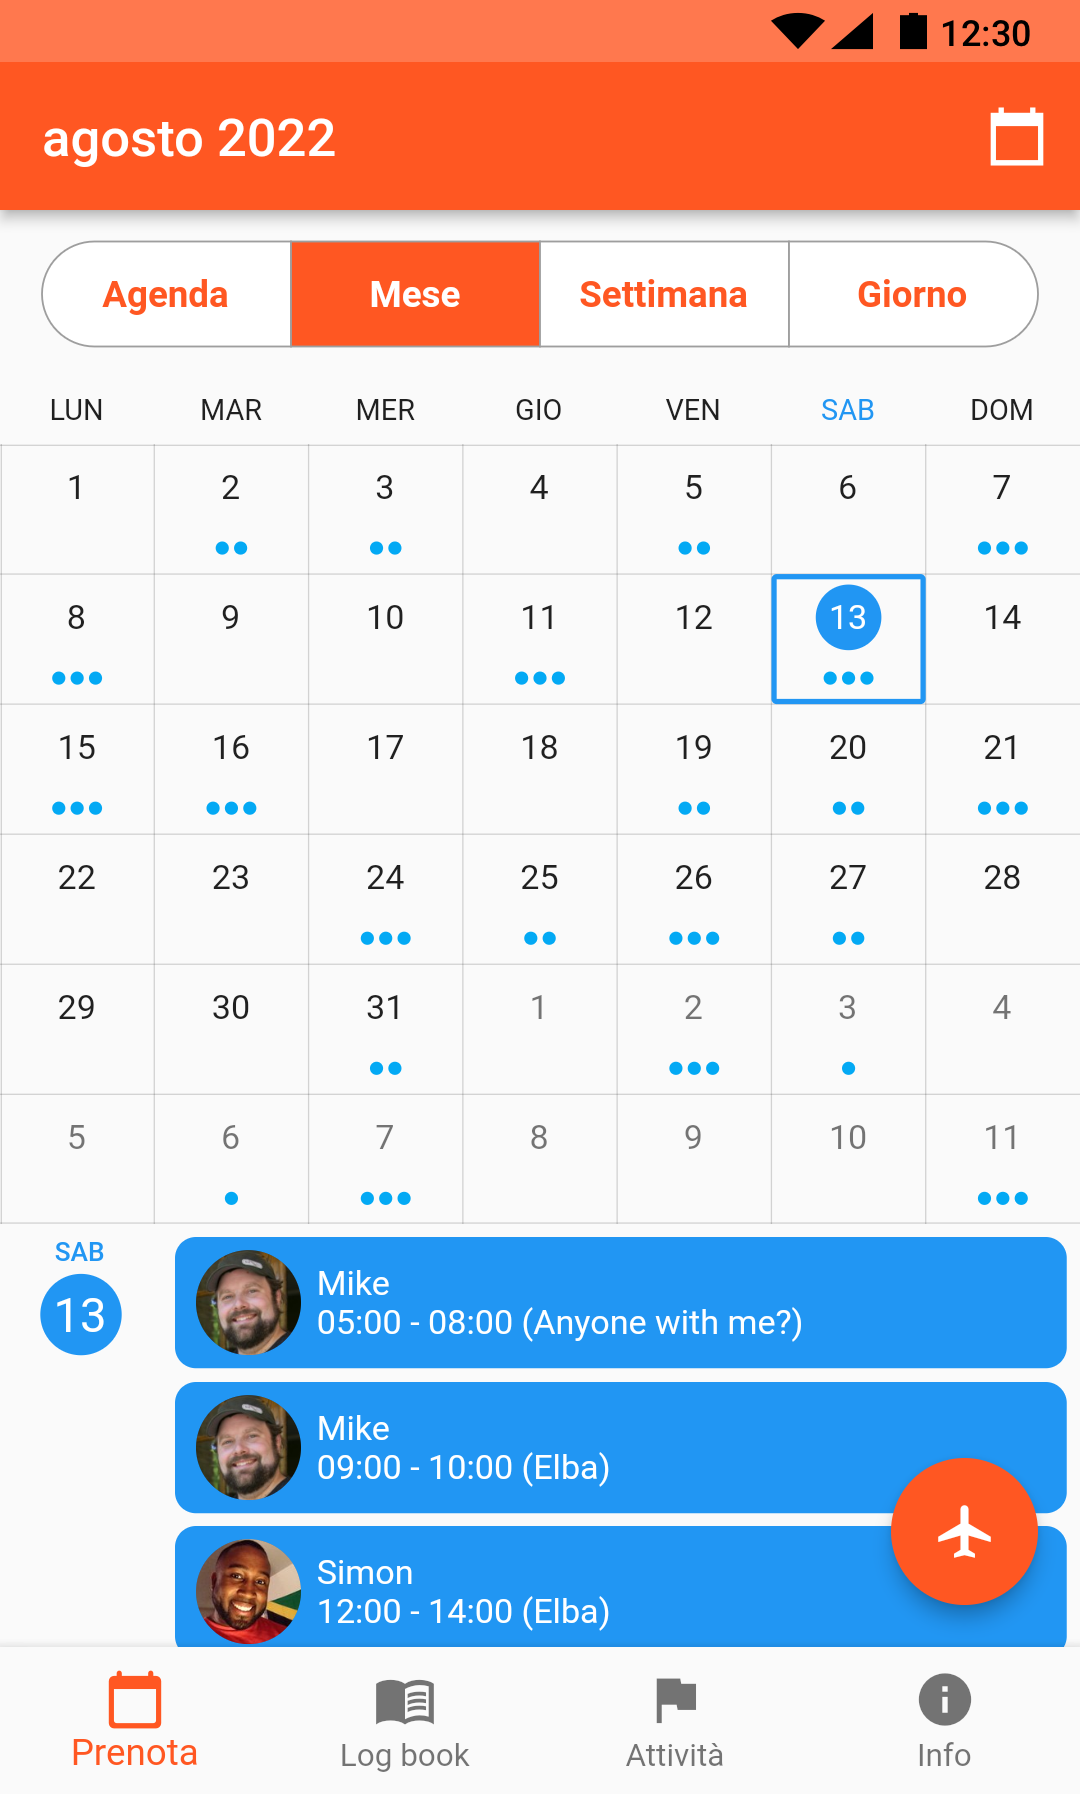 12:30
agosto 2022
Agenda Mese Settimana Giorno
LUN MAR MER GIO VEN SAB DOM
1 2 3 4 5 6 7
8 9 10 11 12 13 14
15 16 17 18 19 20 21
22 23 24 25 26 27 28
29 30 31 1 2 3 4
5 6 7 8 9 10 11
SAB
13
Mike
05:00 - 08:00 (Anyone with me?)
Mike
09:00 - 10:00 (Elba)
Simon
12:00 - 14:00 (Elba)
Prenota Log book Attività Info